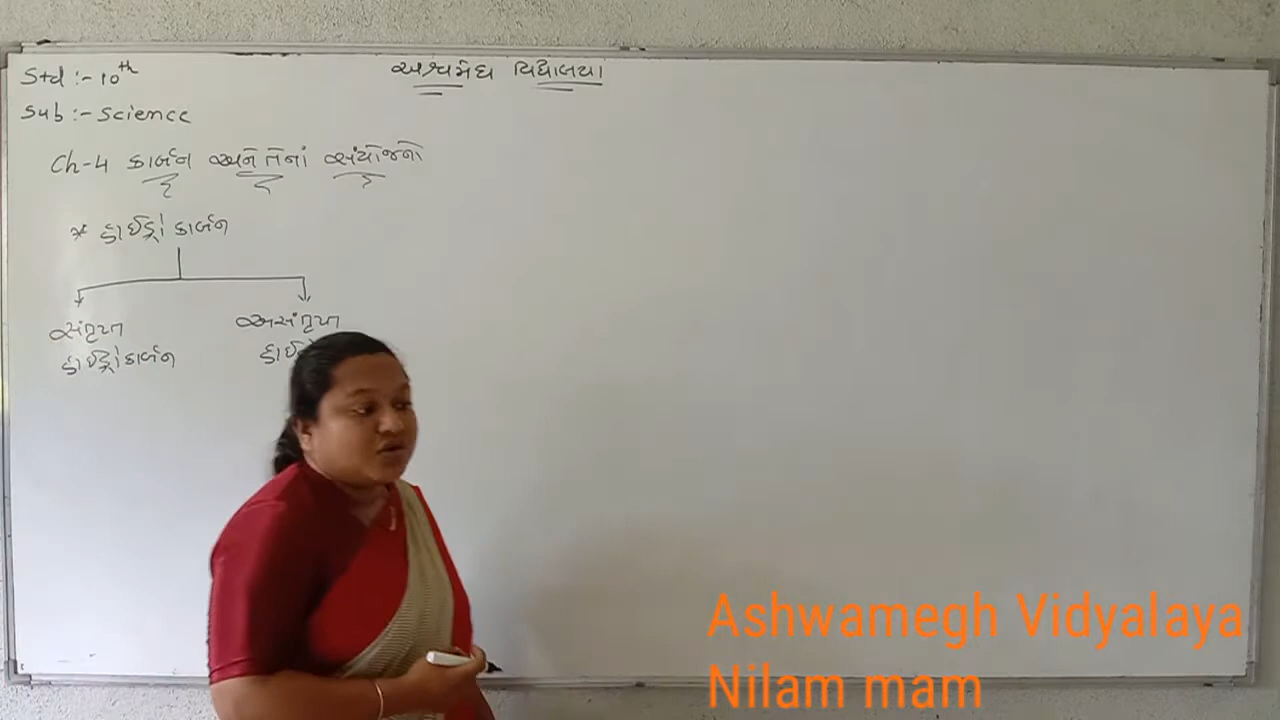 Std :- 10th
અશ્વમેઘ વિદ્યાલયા
Sub :- Science
Ch-4 કાર્બન અને તેનાં સંયોજનો
* હાઈડ્રોકાર્બન
સંતૃપ્ત
હાઈડ્રોકાર્બન
અસંતૃપ્ત
Ashwamegh Vidyalaya
Nilam mam